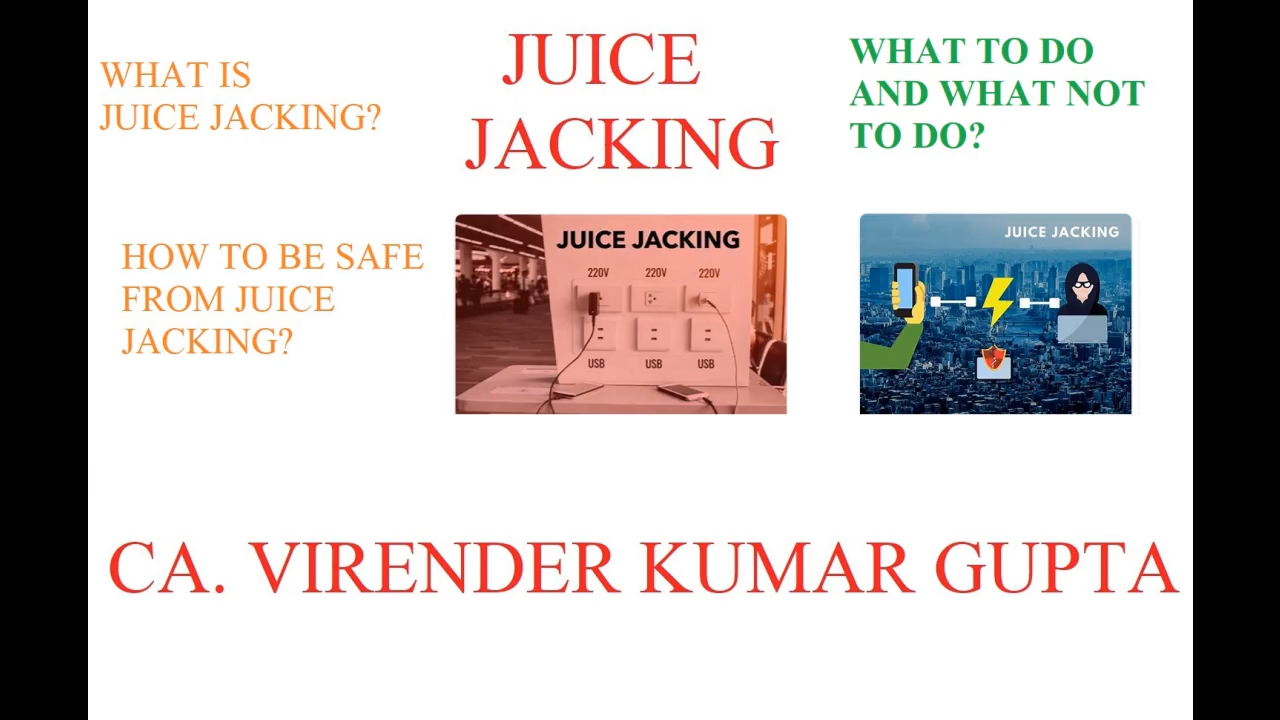 WHAT IS
JUICE JACKING?
JUICE
JACKING
WHAT TO DO
AND WHAT NOT
TO DO?
HOW TO BE SAFE
FROM JUICE
JACKING?
JUICE JACKING
220V 220V 220V
USB USB USB
JUICE JACKING
CA. VIRENDER KUMAR GUPTA